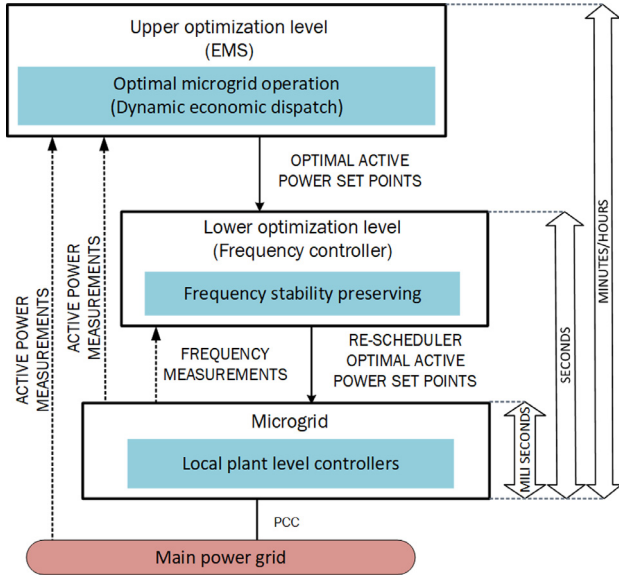 Upper optimization level
(EMS)
Optimal microgrid operation
(Dynamic economic dispatch)
OPTIMAL ACTIVE
POWER SET POINTS
Lower optimization level
(Frequency controller)
Frequency stability preserving
ACTIVE POWER
MEASUREMENTS
ACTIVE POWER
MEASUREMENTS
FREQUENCY
MEASUREMENTS
RE-SCHEDULER
OPTIMAL ACTIVE
POWER SET POINTS
Microgrid
Local plant level controllers
MILI SECONDS
SECONDS
MINUTES/HOURS
PCC
Main power grid